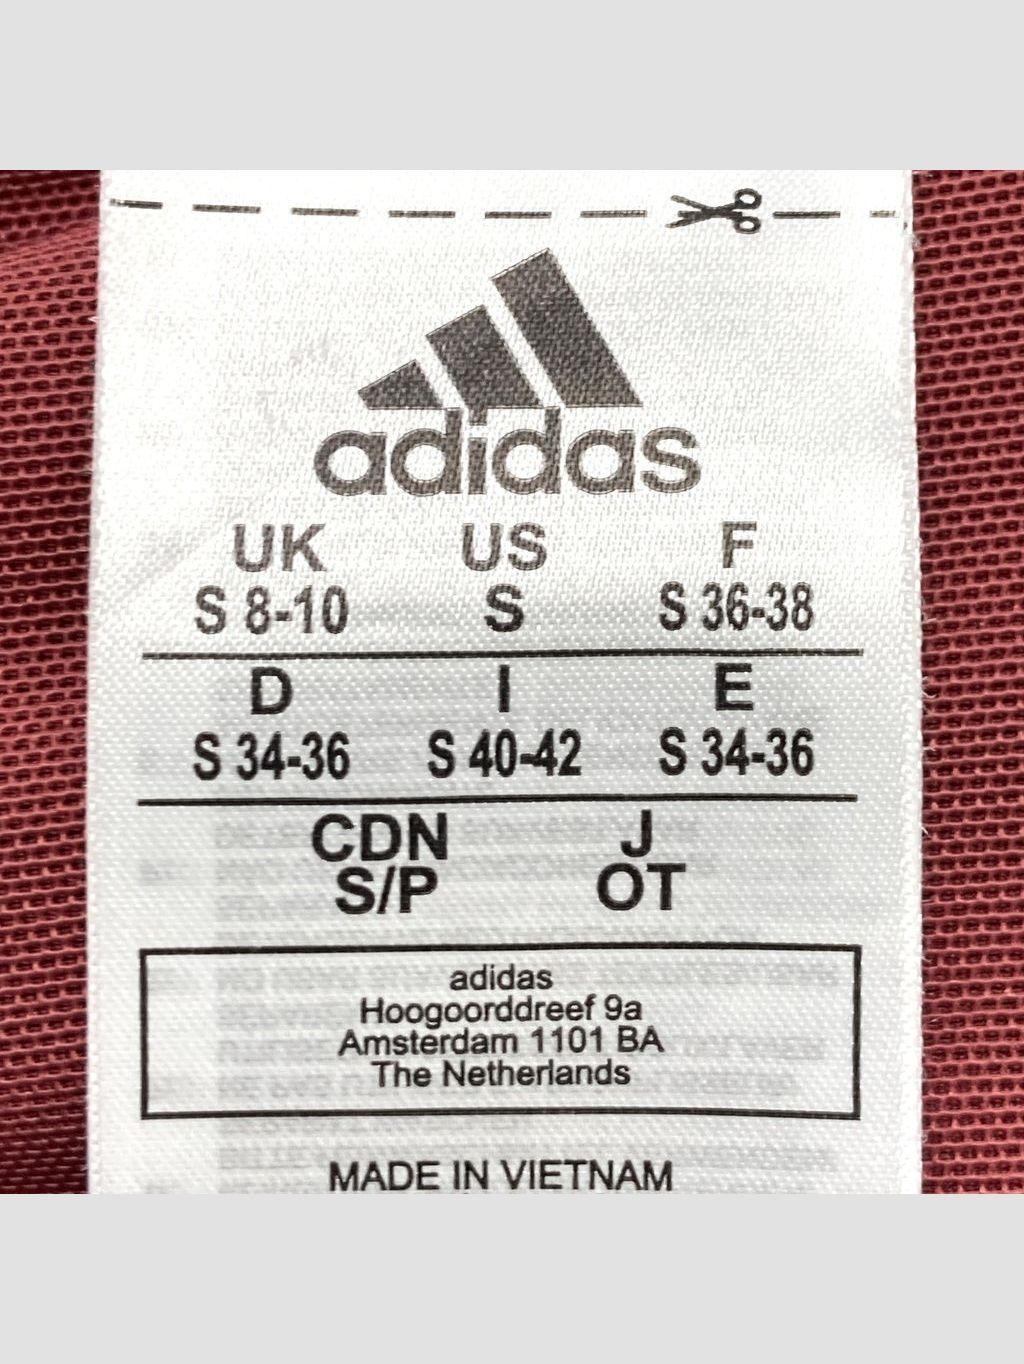 adidas
UK US F
S 8-10 S S 36-38
D I E
S 34-36 S 40-42 S 34-36
CDN J
S/P OT
adidas
Hoogoorddreef 9a
Amsterdam 1101 BA
The Netherlands
MADE IN VIETNAM